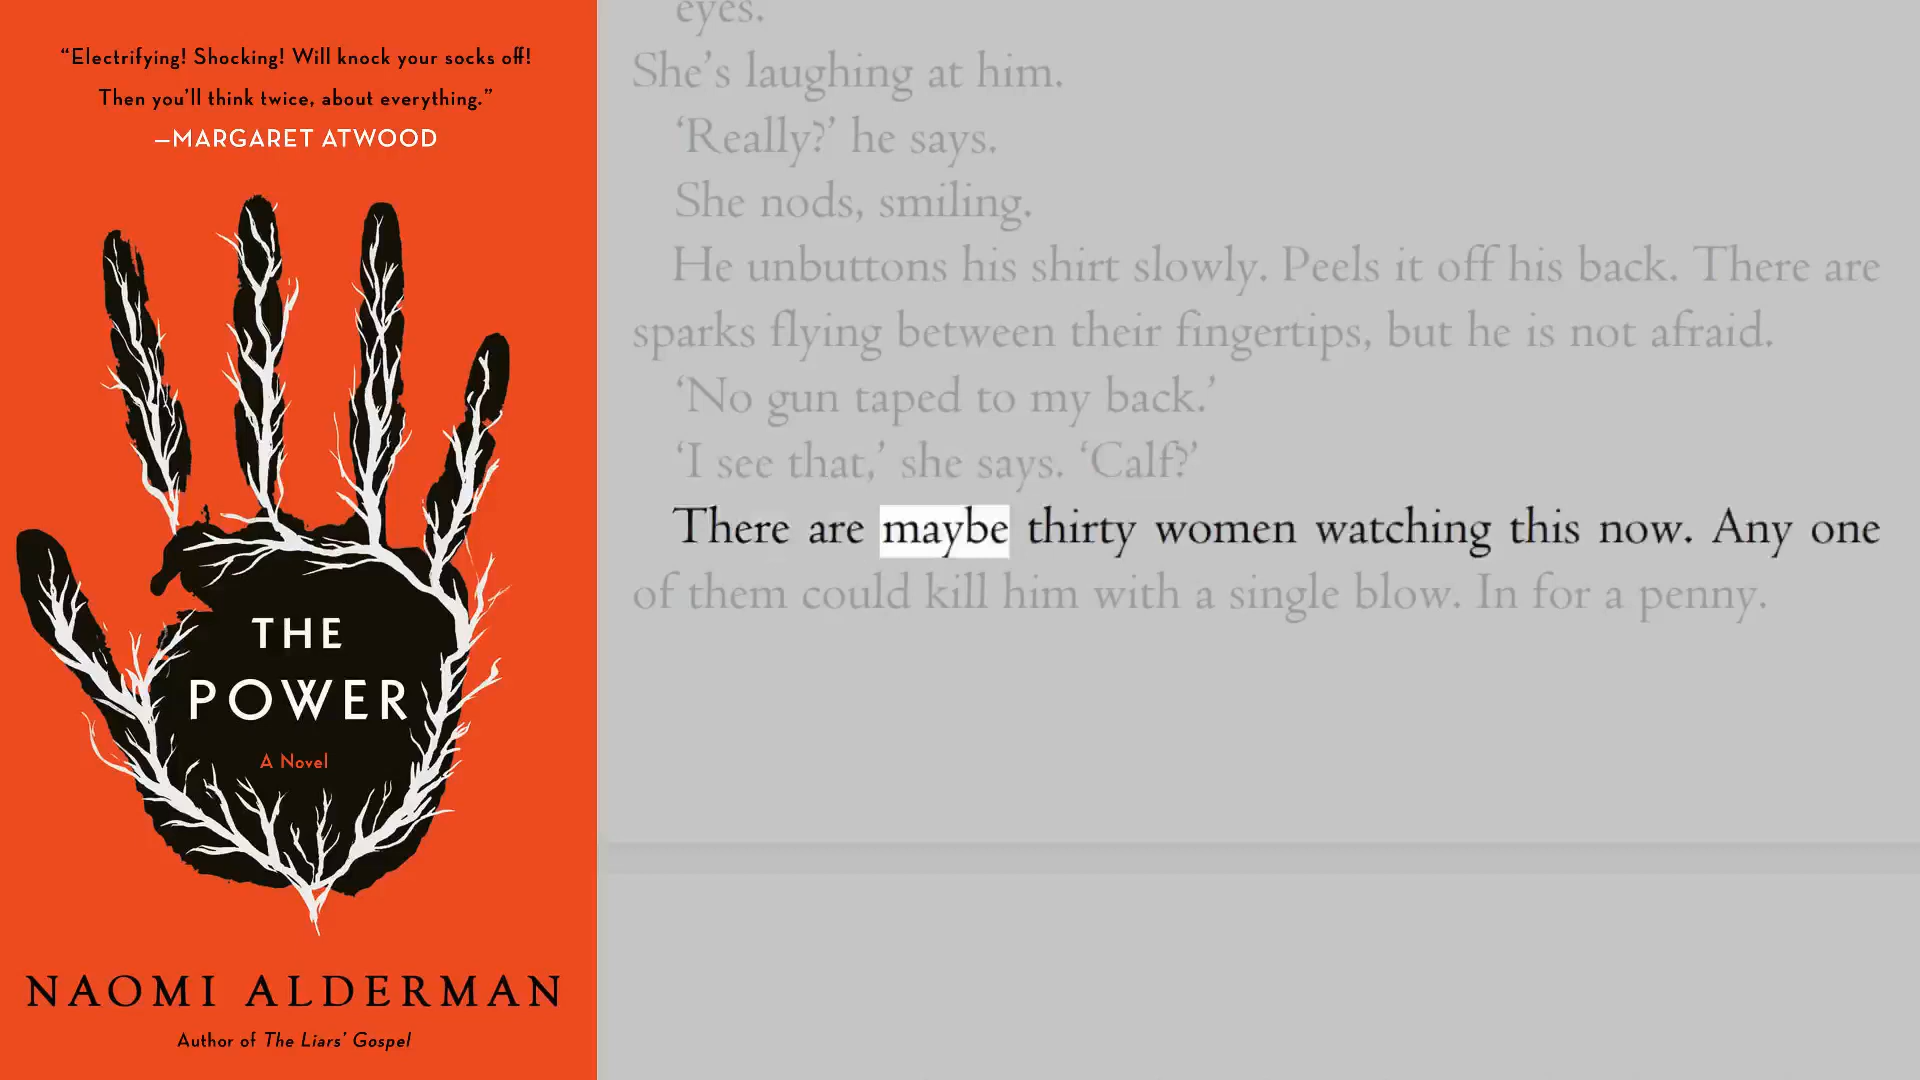 “Electrifying! Shocking! Will knock your socks off!
Then you’ll think twice, about everything.”
—MARGARET ATWOOD
THE
POWER
A Novel
NAOMI ALDERMAN
Author of The Liars’ Gospel
eyes.
She’s laughing at him.
‘Really?’ he says.
She nods, smiling.
He unbuttons his shirt slowly. Peels it off his back. There are
sparks flying between their fingertips, but he is not afraid.
‘No gun taped to my back.’
‘I see that,’ she says. ‘Calf?’
There are maybe thirty women watching this now. Any one
of them could kill him with a single blow. In for a penny.